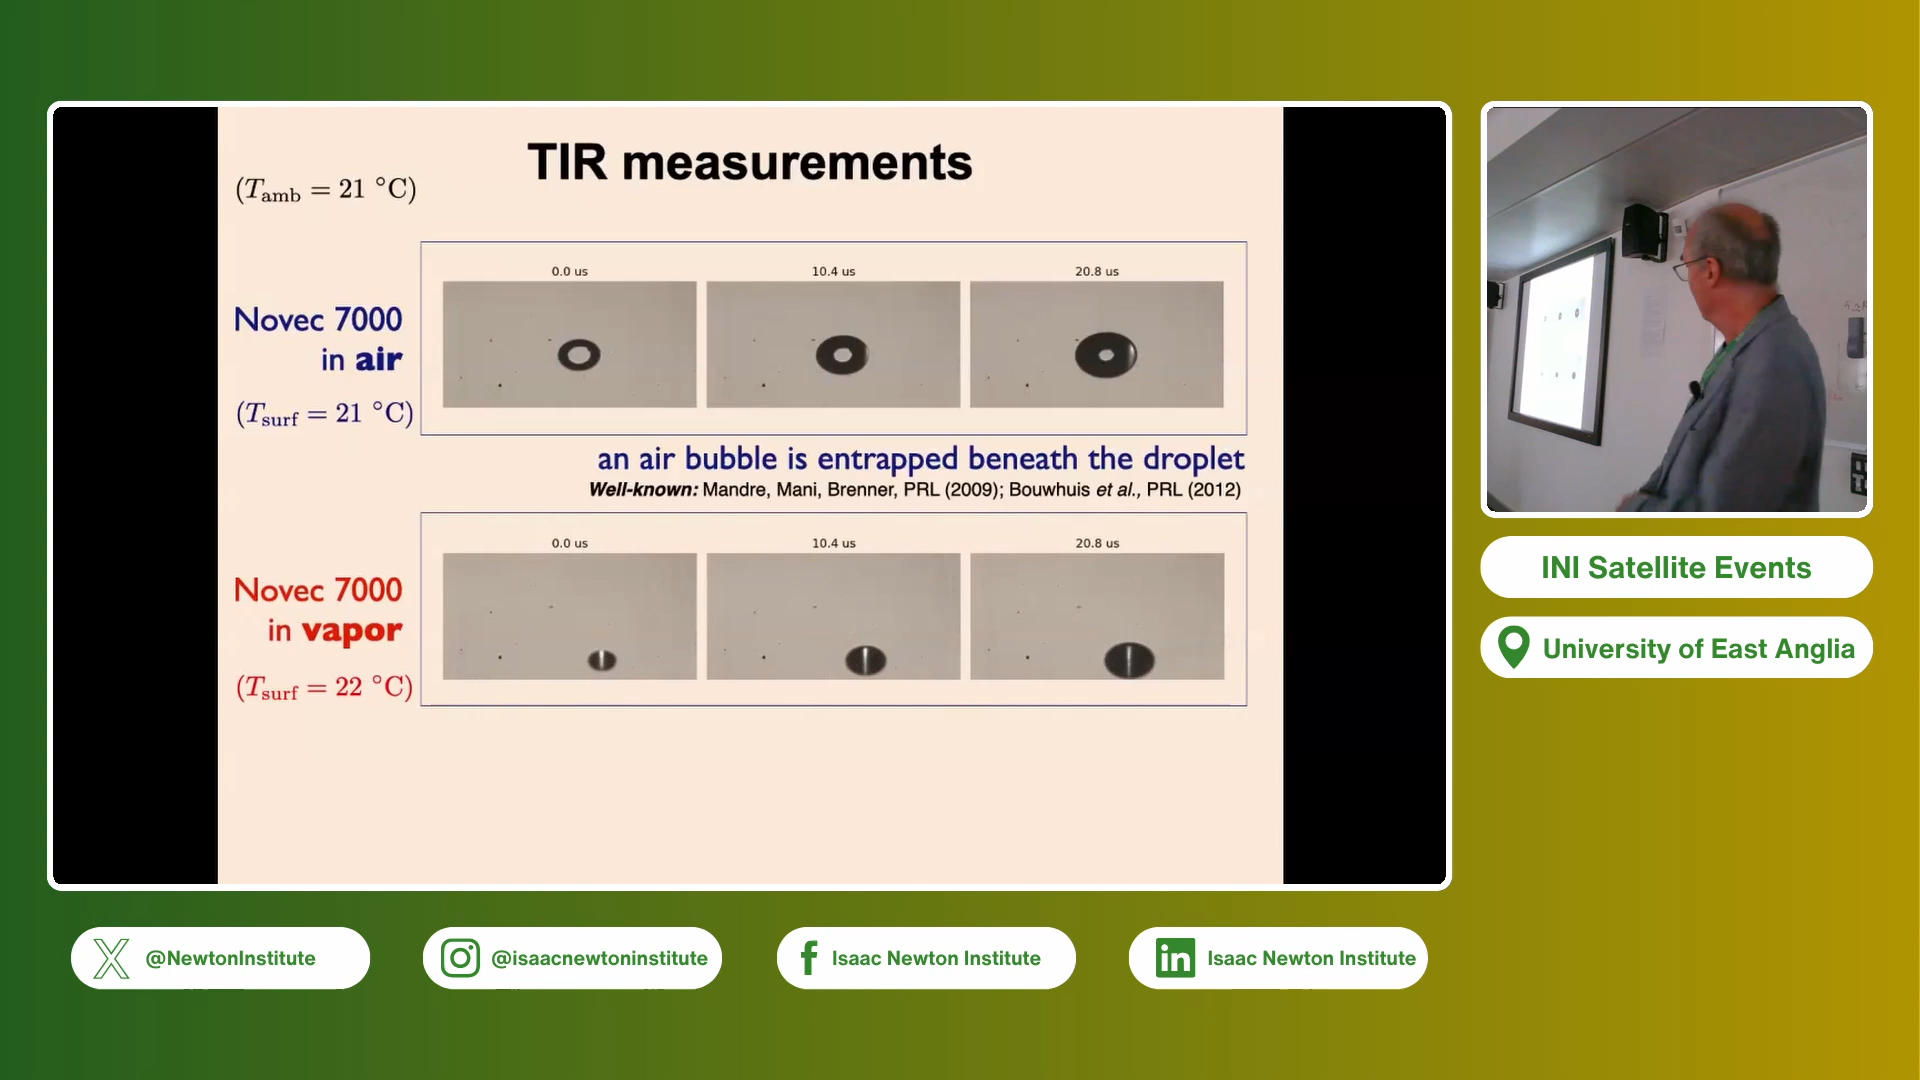 TIR measurements
(Tamb = 21 °C)
0.0 us 10.4 us 20.8 us
Novec 7000
in air
(Tsurf = 21 °C)
an air bubble is entrapped beneath the droplet
Well-known: Mandre, Mani, Brenner, PRL (2009); Bouwhuis et al., PRL (2012)
0.0 us 10.4 us 20.8 us
Novec 7000
in vapor
(Tsurf = 22 °C)
INI Satellite Events
University of East Anglia
@NewtonInstitute
@isaacnewtoninstitute
Isaac Newton Institute
Isaac Newton Institute